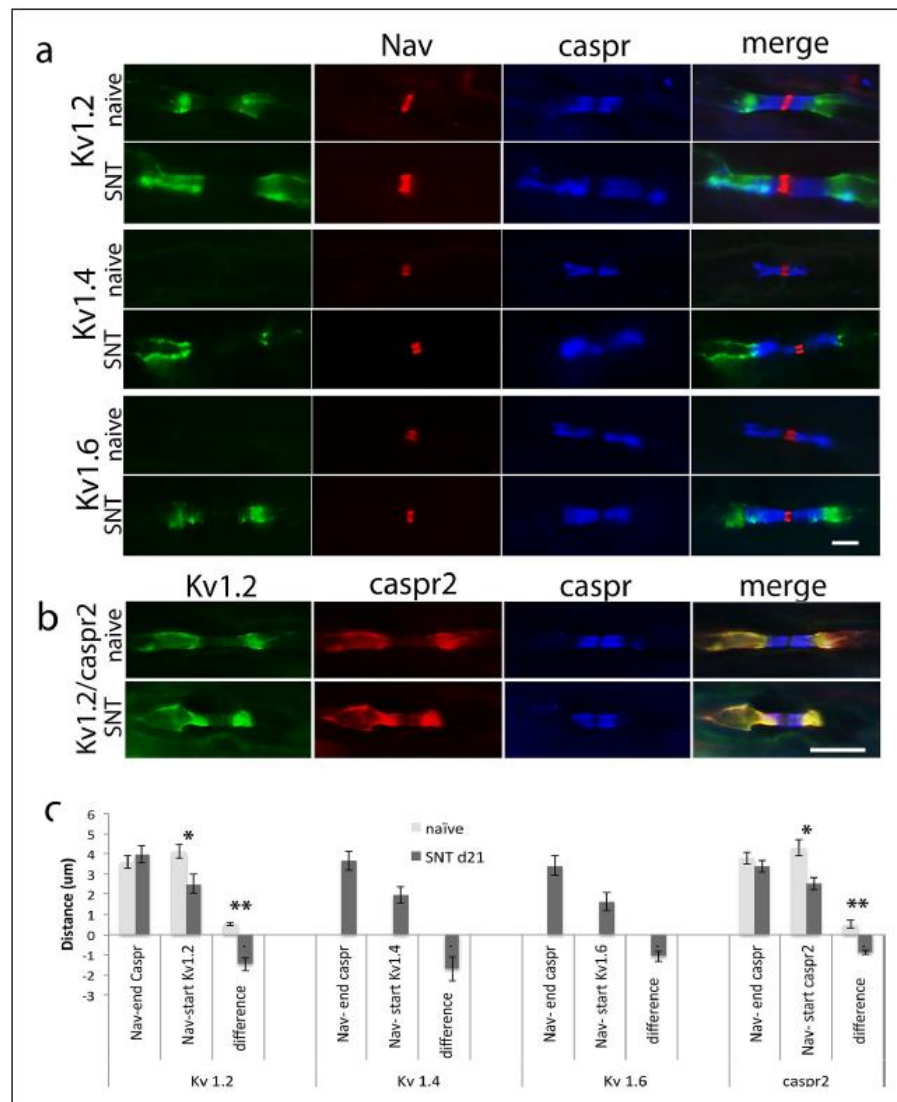 a
Nav caspr merge
Kv1.2
naive
SNT
Kv1.4
naive
SNT
Kv1.6
naive
SNT
Kv1.2 caspr2 caspr merge
b
Kv1.2/caspr2
naive
SNT
c
Distance (um)
6
5
4
3
2
1
0
-1
-2
-3
naïve
SNT d21
*
**
*
**
Nav-end Caspr
Nav-start Kv1.2
difference
Nav- end caspr
Nav- start Kv1.4
difference
Nav- end caspr
Nav- start Kv1.6
difference
Nav- end caspr
Nav- start caspr2
difference
Kv 1.2 Kv 1.4 Kv 1.6 caspr2